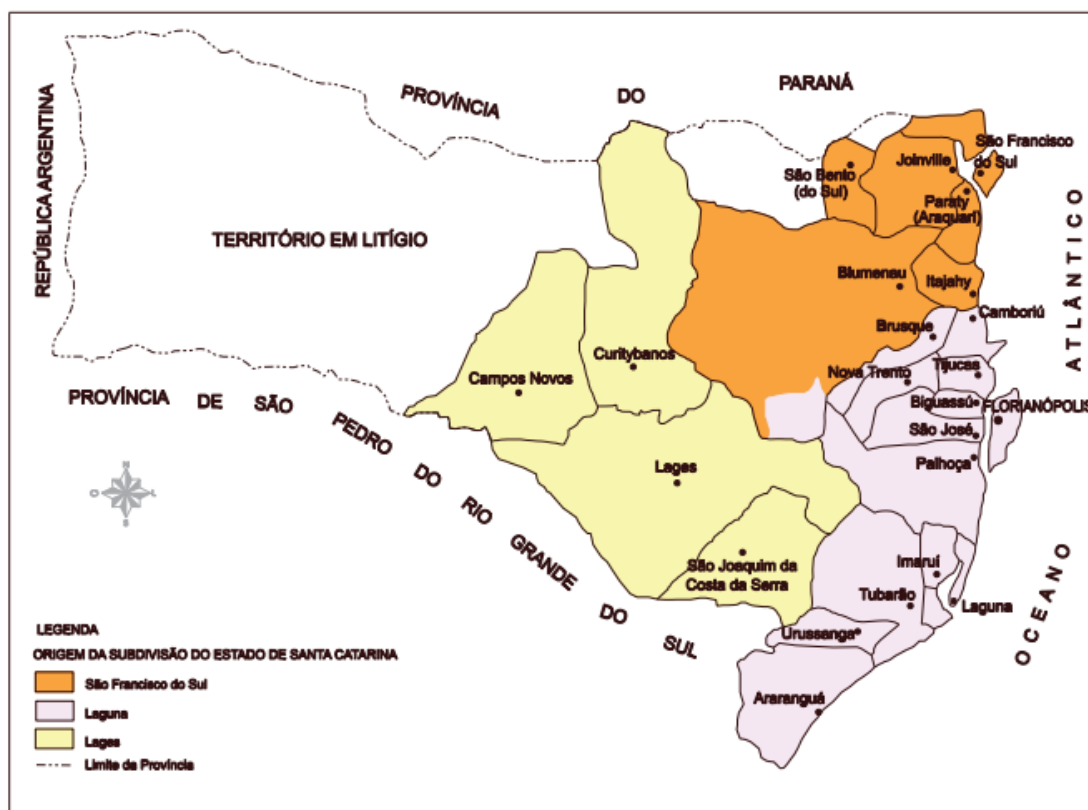 PROVÍNCIA DO PARANÁ
REPÚBLICA ARGENTINA
TERRITÓRIO EM LITÍGIO
PROVÍNCIA DE SÃO PEDRO DO RIO GRANDE DO SUL
OCEANO ATLÂNTICO
São Francisco
do Sul
Joinville
São Bento
(do Sul)
Paraty
(Araquari)
Blumenau
Itajahy
Camboriú
Brusque
Curitybanos
Nova Trento
Tijucas
Campos Novos
Biguassú
FLORIANÓPOLIS
São José
Palhoça
Lages
São Joaquim da
Costa da Serra
Imaruí
Tubarão
Laguna
Urussanga
Araranguá
N
O
L
S
LEGENDA
ORIGEM DA SUBDIVISÃO DO ESTADO DE SANTA CATARINA
São Francisco do Sul
Laguna
Lages
Limite da Província